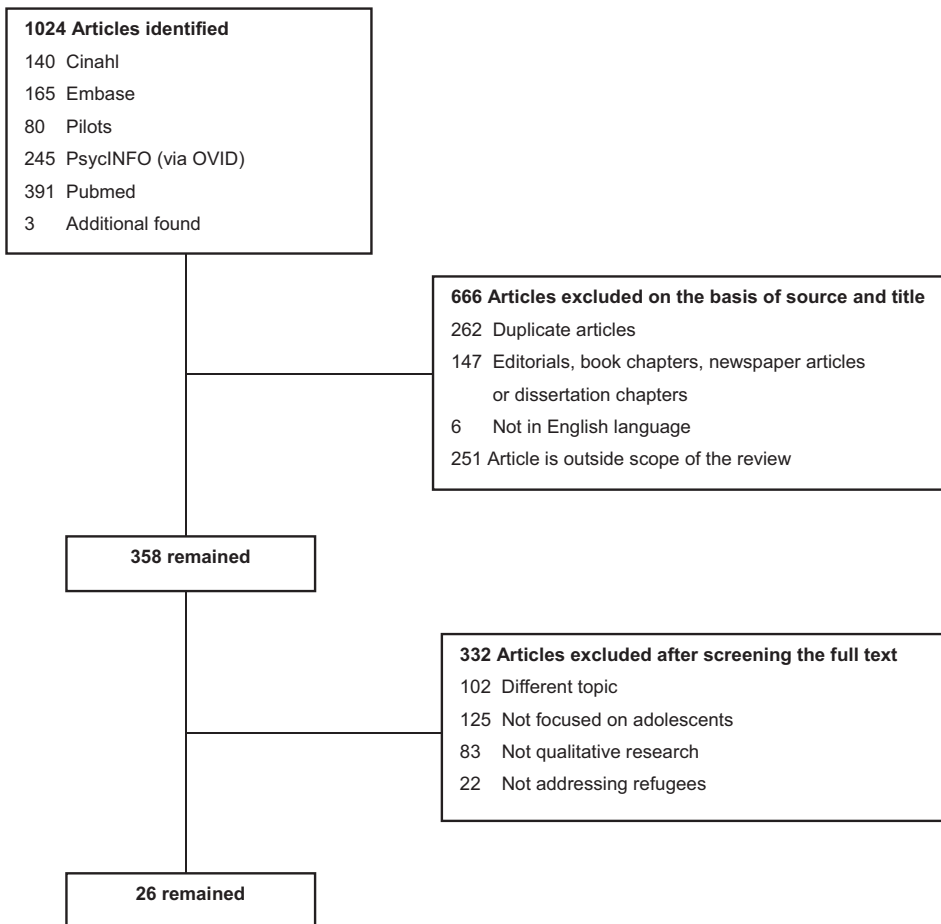 1024 Articles identified
140 Cinahl
165 Embase
80 Pilots
245 PsycINFO (via OVID)
391 Pubmed
3 Additional found
666 Articles excluded on the basis of source and title
262 Duplicate articles
147 Editorials, book chapters, newspaper articles
or dissertation chapters
6 Not in English language
251 Article is outside scope of the review
358 remained
332 Articles excluded after screening the full text
102 Different topic
125 Not focused on adolescents
83 Not qualitative research
22 Not addressing refugees
26 remained